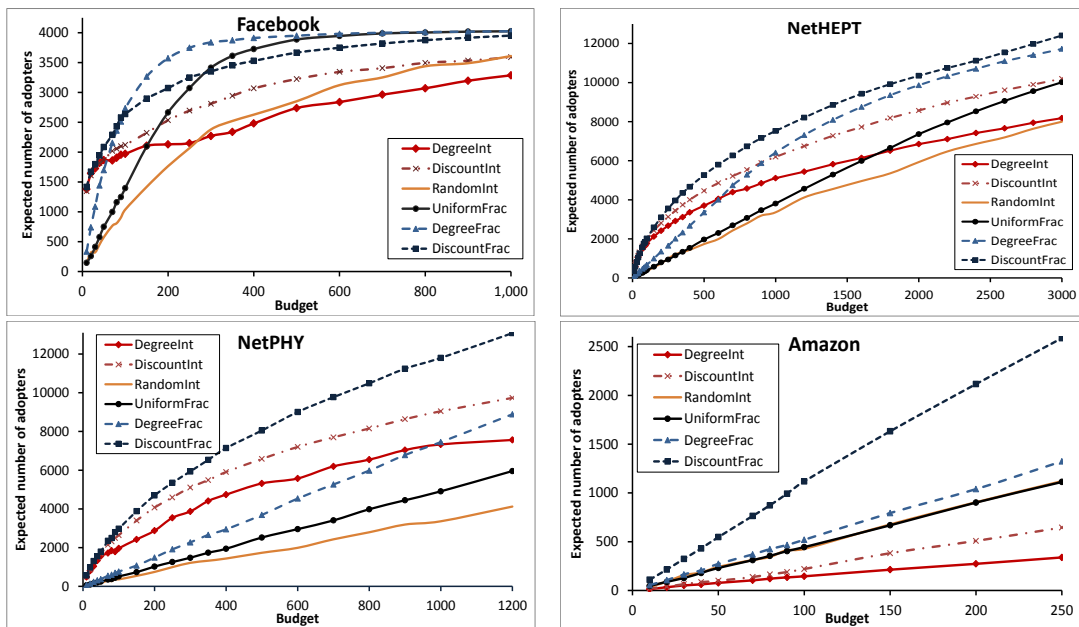 Facebook
Expected number of adopters
4000
3500
3000
2500
2000
1500
1000
500
0
DegreeInt
DiscountInt
RandomInt
UniformFrac
DegreeFrac
DiscountFrac
0 200 400 600 800 1,000
Budget
NetHEPT
Expected number of adopters
12000
10000
8000
6000
4000
2000
0
DegreeInt
DiscountInt
RandomInt
UniformFrac
DegreeFrac
DiscountFrac
0 500 1000 1500 2000 2500 3000
Budget
NetPHY
Expected number of adopters
12000
10000
8000
6000
4000
2000
0
DegreeInt
DiscountInt
RandomInt
UniformFrac
DegreeFrac
DiscountFrac
0 200 400 600 800 1000 1200
Budget
Amazon
Expected number of adopters
2500
2000
1500
1000
500
0
DegreeInt
DiscountInt
RandomInt
UniformFrac
DegreeFrac
DiscountFrac
0 50 100 150 200 250
Budget